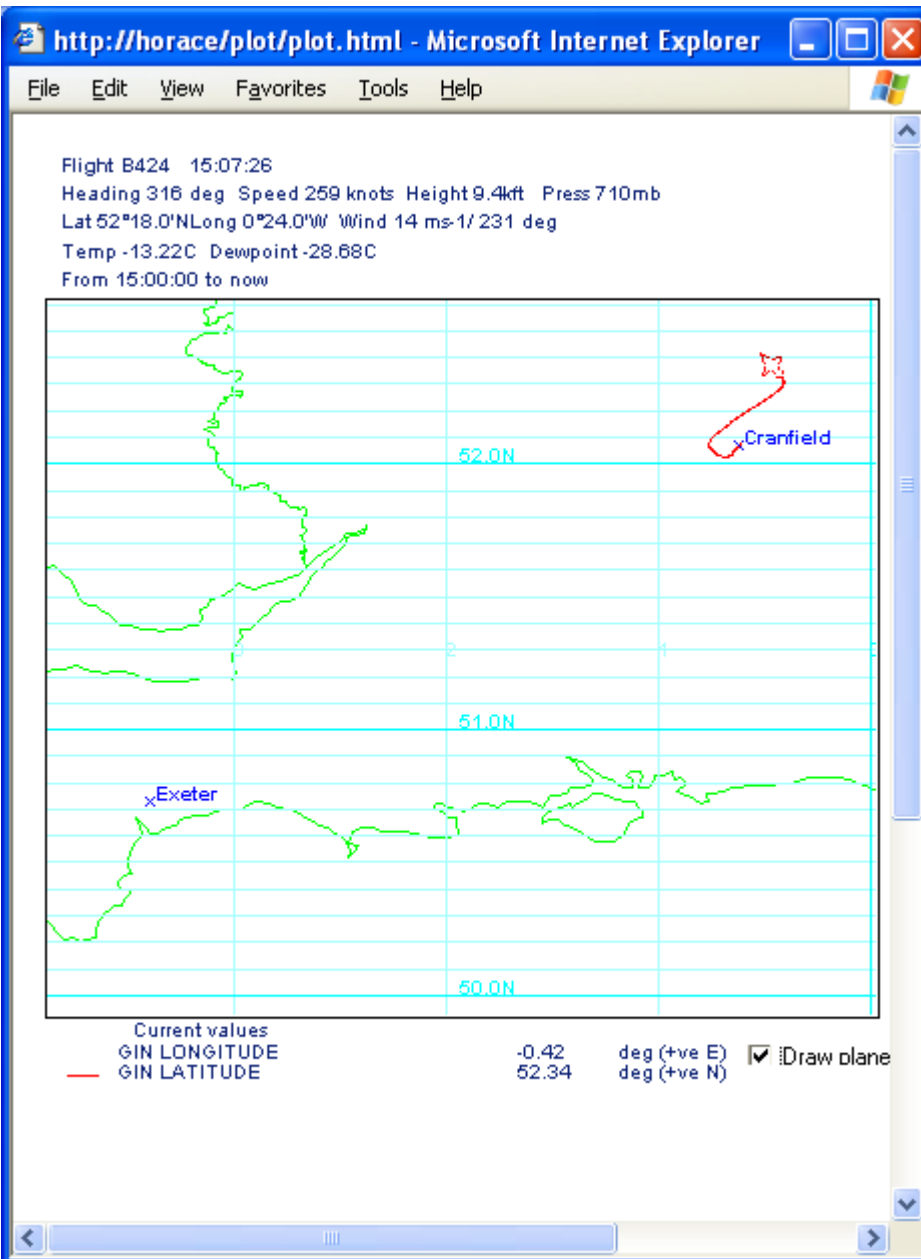 http://horace/plot/plot.html - Microsoft Internet Explorer
File Edit View Favorites Tools Help
Flight B424 15:07:26
Heading 316 deg Speed 259 knots Height 9.4kft Press 710mb
Lat 52°18.0'NLong 0°24.0'W Wind 14 ms-1/ 231 deg
Temp -13.22C Dewpoint -28.68C
From 15:00:00 to now
Cranfield
52.0N
3 2 1
51.0N
Exeter
50.0N
Current values
GIN LONGITUDE -0.42 deg (+ve E)
GIN LATITUDE 52.34 deg (+ve N)
Draw plane